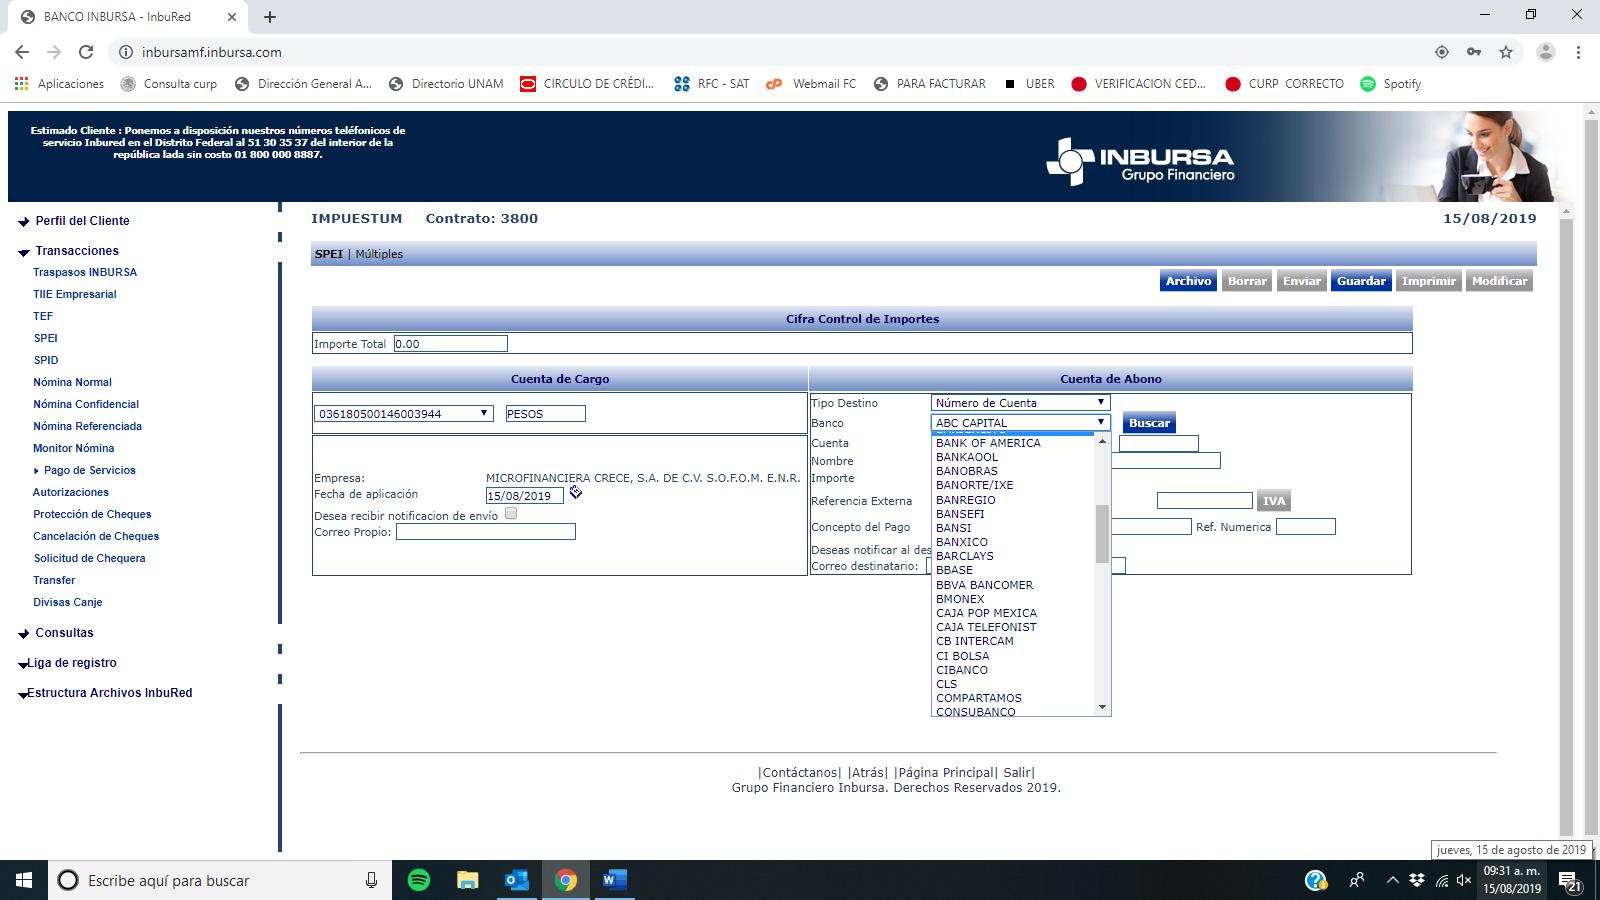 BANCO INBURSA - InbuRed
inbursamf.inbursa.com
Aplicaciones
Consulta curp
Dirección General A...
Directorio UNAM
CIRCULO DE CRÉDI...
RFC - SAT
Webmail FC
PARA FACTURAR
UBER
VERIFICACION CED...
CURP CORRECTO
Spotify
Estimado Cliente : Ponemos a disposición nuestros números teléfonicos de
servicio Inbured en el Distrito Federal al 51 30 35 37 del interior de la
república lada sin costo 01 800 000 8887.
INBURSA
Grupo Financiero
Perfil del Cliente
Transacciones
Traspasos INBURSA
TIIE Empresarial
TEF
SPEI
SPID
Nómina Normal
Nómina Confidencial
Nómina Referenciada
Monitor Nómina
Pago de Servicios
Autorizaciones
Protección de Cheques
Cancelación de Cheques
Solicitud de Chequera
Transfer
Divisas Canje
Consultas
Liga de registro
Estructura Archivos InbuRed
IMPUESTUM Contrato: 3800
15/08/2019
SPEI | Múltiples
Archivo Borrar Enviar Guardar Imprimir Modificar
Cifra Control de Importes
Importe Total 0.00
Cuenta de Cargo
036180500146003944 PESOS
Empresa: MICROFINANCIERA CRECE, S.A. DE C.V. S.O.F.O.M. E.N.R.
Fecha de aplicación 15/08/2019
Desea recibir notificacion de envío
Correo Propio:
Cuenta de Abono
Tipo Destino Número de Cuenta
Banco ABC CAPITAL Buscar
Cuenta
Nombre
Importe
Referencia Externa IVA
Concepto del Pago Ref. Numerica
Deseas notificar al des
Correo destinatario:
BANK OF AMERICA
BANKAOOL
BANOBRAS
BANORTE/IXE
BANREGIO
BANSEFI
BANSI
BANXICO
BARCLAYS
BBASE
BBVA BANCOMER
BMONEX
CAJA POP MEXICA
CAJA TELEFONIST
CB INTERCAM
CI BOLSA
CIBANCO
CLS
COMPARTAMOS
CONSUBANCO
|Contáctanos| |Atrás| |Página Principal| Salir|
Grupo Financiero Inbursa. Derechos Reservados 2019.
jueves, 15 de agosto de 2019
Escribe aquí para buscar
09:31 a. m.
15/08/2019
21